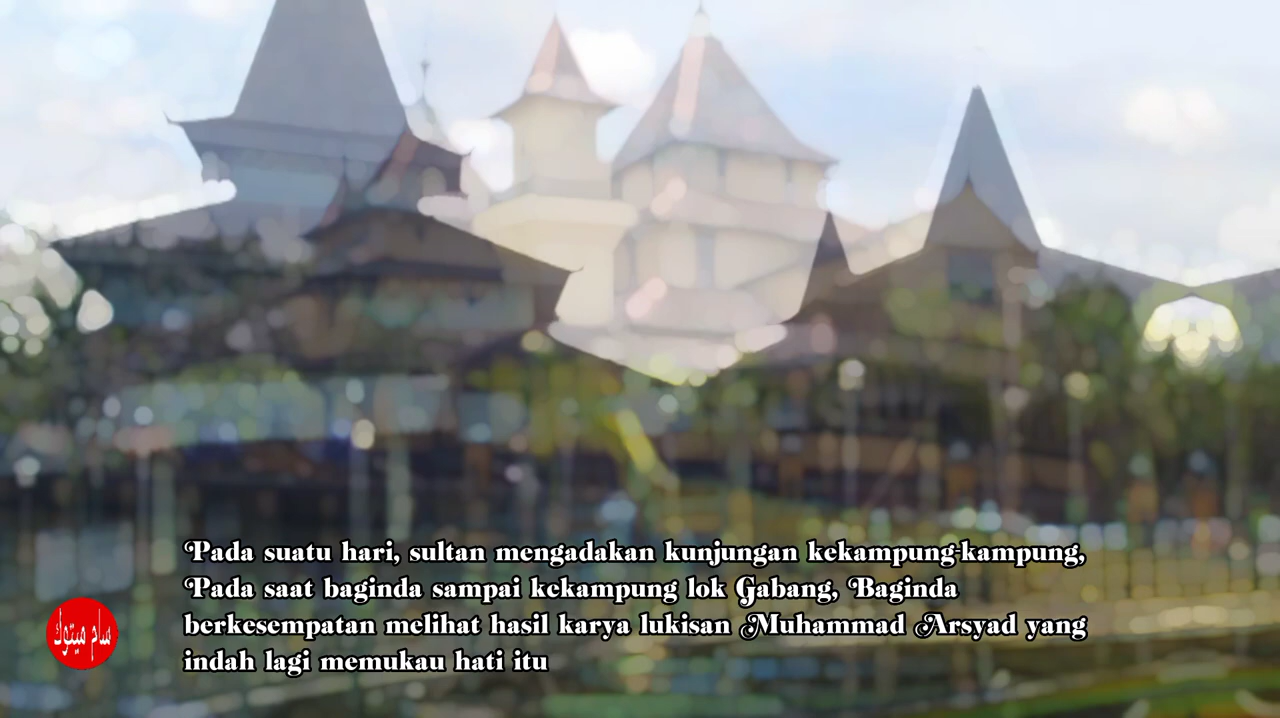 Pada suatu hari, sultan mengadakan kunjungan kekampung-kampung,
Pada saat baginda sampai kekampung lok Gabang, Baginda
berkesempatan melihat hasil karya lukisan Muhammad Arsyad yang
indah lagi memukau hati itu
سام ميتوك